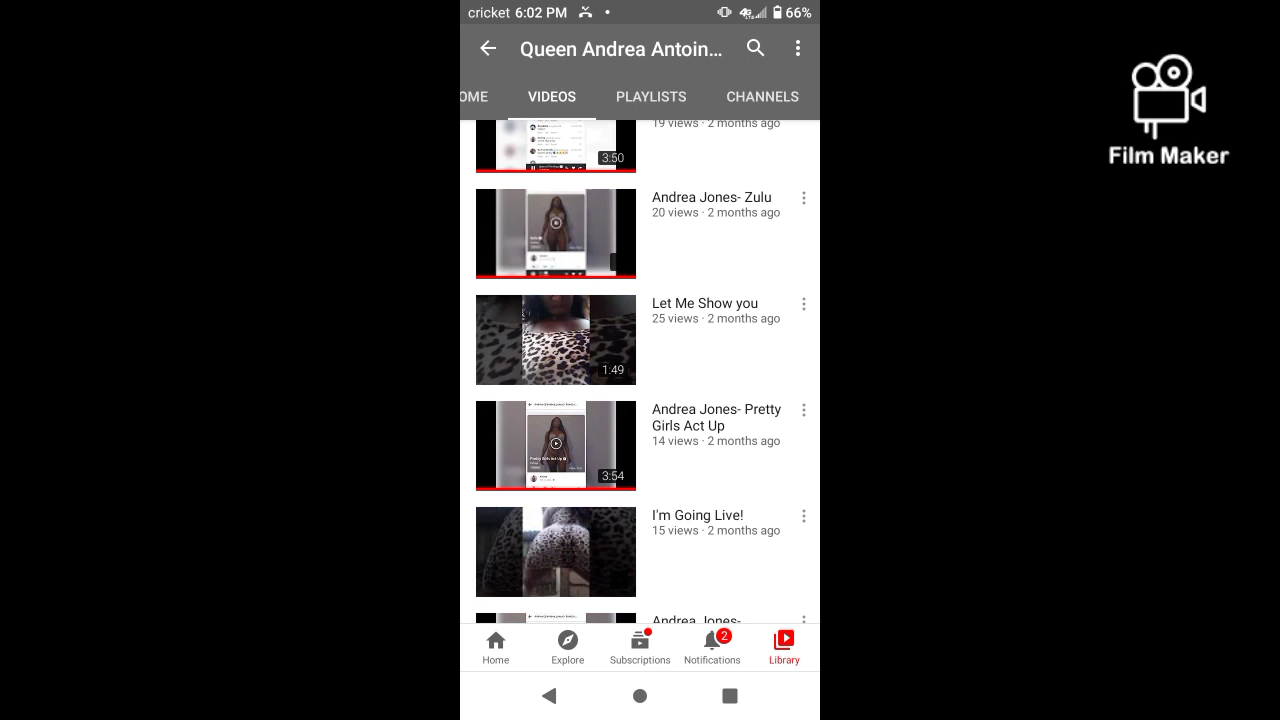 cricket 6:02 PM 66%
Queen Andrea Antoin...
OME VIDEOS PLAYLISTS CHANNELS
19 views · 2 months ago
3:50
Andrea Jones- Zulu
20 views · 2 months ago
Let Me Show you
25 views · 2 months ago
1:49
Andrea Jones- Pretty
Girls Act Up
14 views · 2 months ago
3:54
I'm Going Live!
15 views · 2 months ago
Andrea Jones-
2
Home Explore Subscriptions Notifications Library
Film Maker